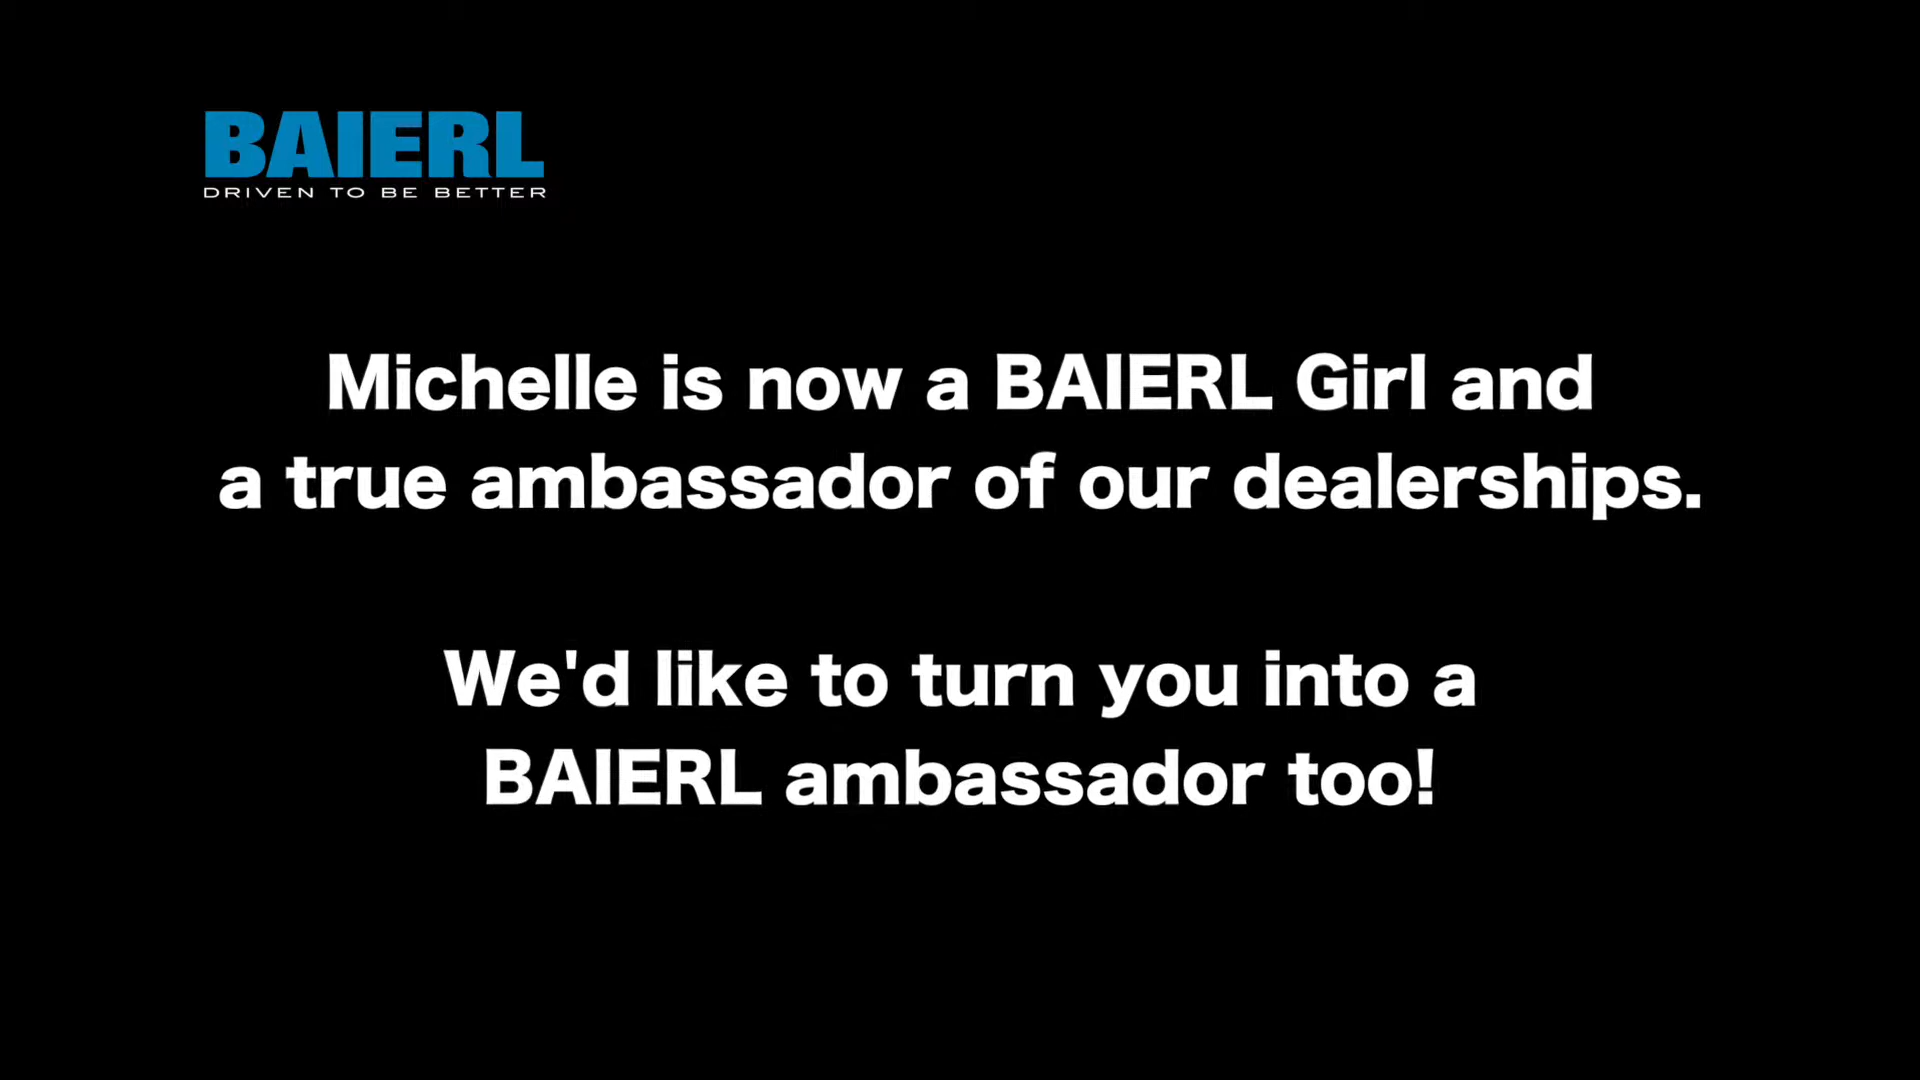 BAIERL
DRIVEN TO BE BETTER
Michelle is now a BAIERL Girl and
a true ambassador of our dealerships.
We'd like to turn you into a
BAIERL ambassador too!